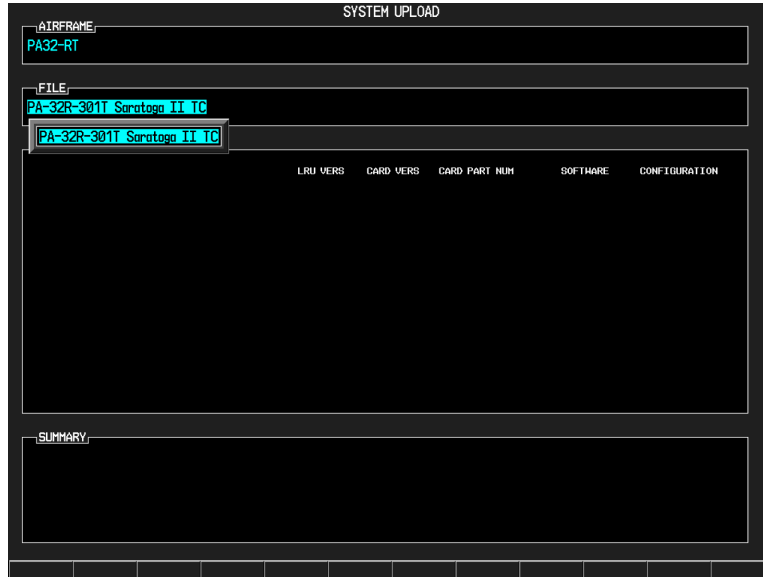 SYSTEM UPLOAD
AIRFRAME
PA32-RT
FILE
PA-32R-301T Saratoga II TC
PA-32R-301T Saratoga II TC
LRU VERS CARD VERS CARD PART NUM SOFTWARE CONFIGURATION
SUMMARY